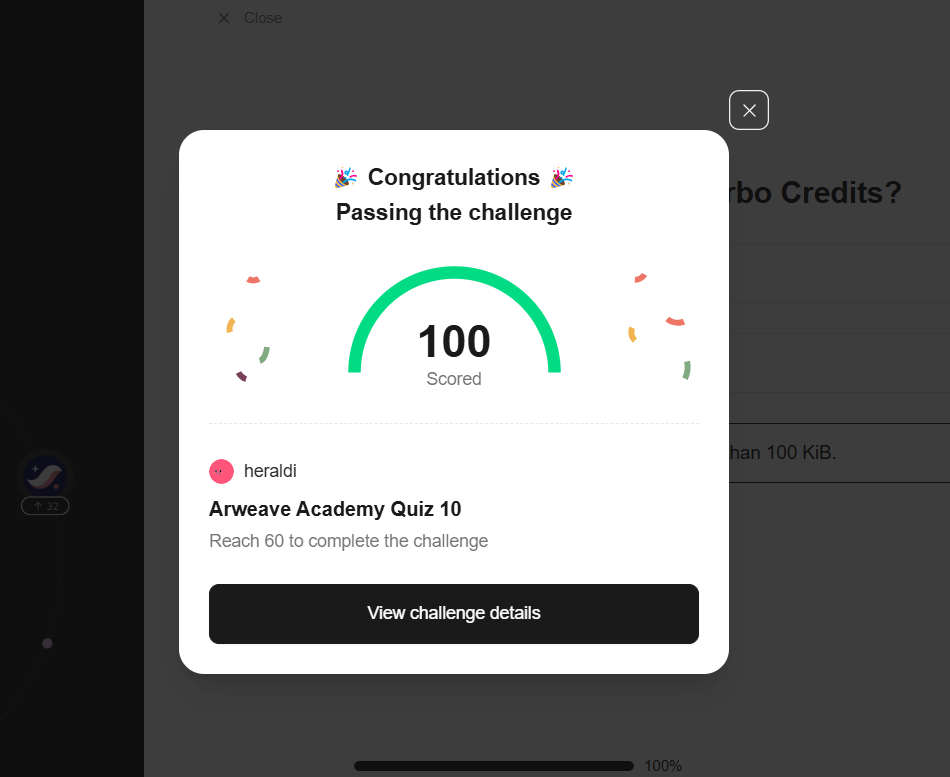 Close
rbo Credits?
Congratulations
Passing the challenge
100
Scored
han 100 KiB.
heraldi
32
Arweave Academy Quiz 10
Reach 60 to complete the challenge
View challenge details
100%